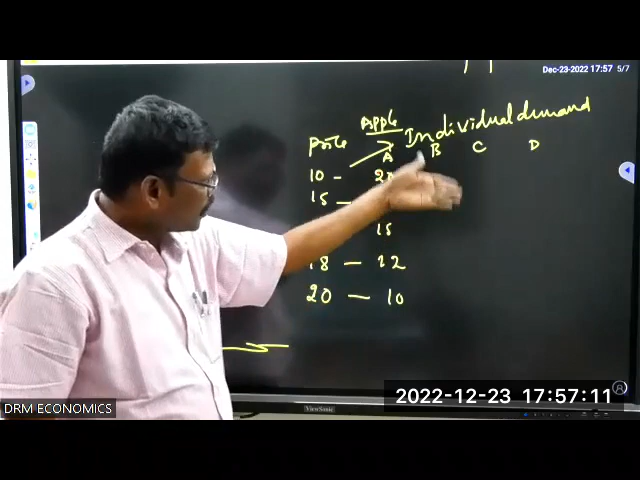 Dec-23-2022 17:57 5/7
Apple
Price Individual demand
A B C D
10 -
15 -
15
18 - 12
20 - 10
2022-12-23 17:57:11
DRM ECONOMICS
ViewSonic